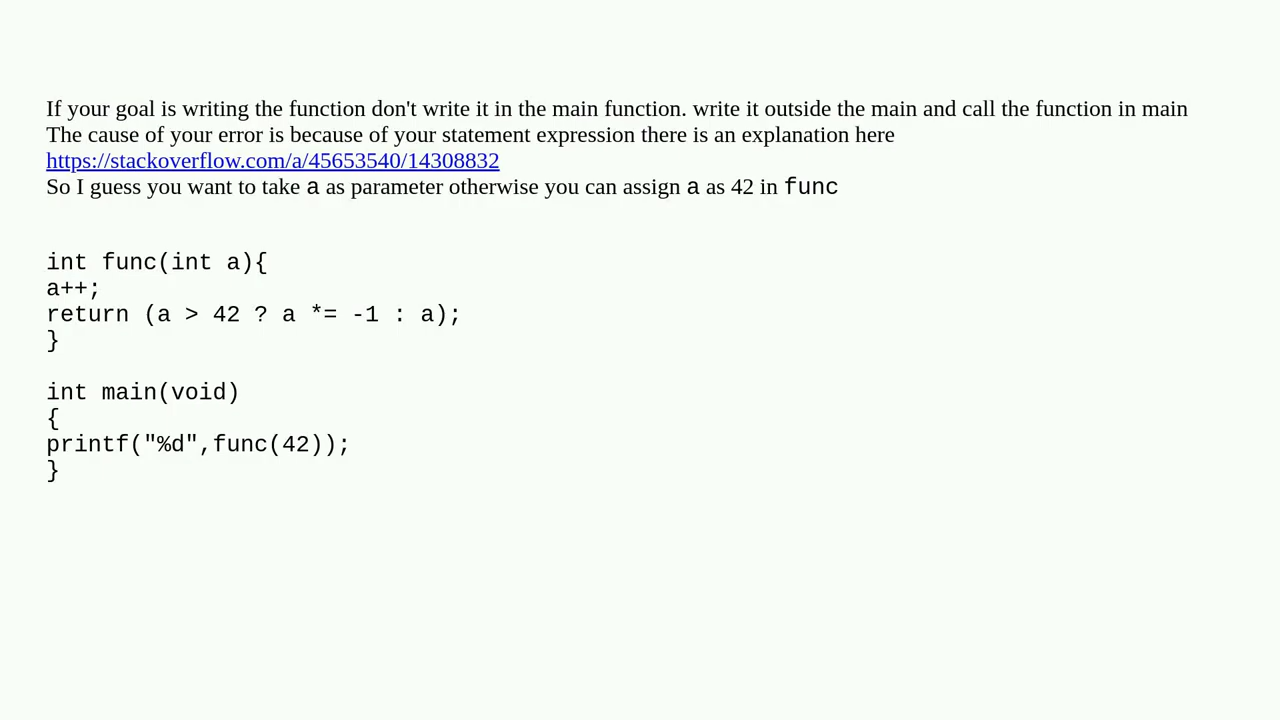 If your goal is writing the function don't write it in the main function. write it outside the main and call the function in main
The cause of your error is because of your statement expression there is an explanation here
https://stackoverflow.com/a/45653540/14308832
So I guess you want to take a as parameter otherwise you can assign a as 42 in func
int func(int a){
a++;
return (a > 42 ? a *= -1 : a);
}
int main(void)
{
printf("%d",func(42));
}